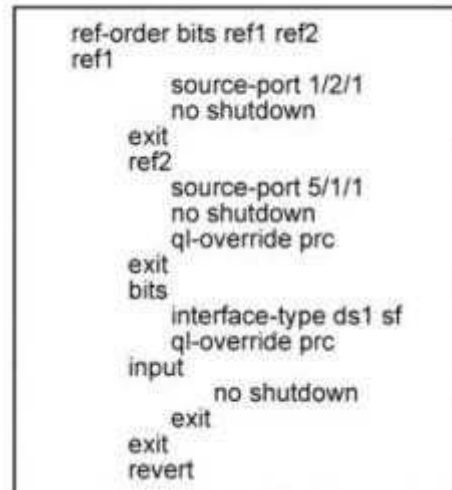 ref-order bits ref1 ref2
ref1
source-port 1/2/1
no shutdown
exit
ref2
source-port 5/1/1
no shutdown
ql-override prc
exit
bits
interface-type ds1 sf
ql-override prc
input
no shutdown
exit
exit
revert